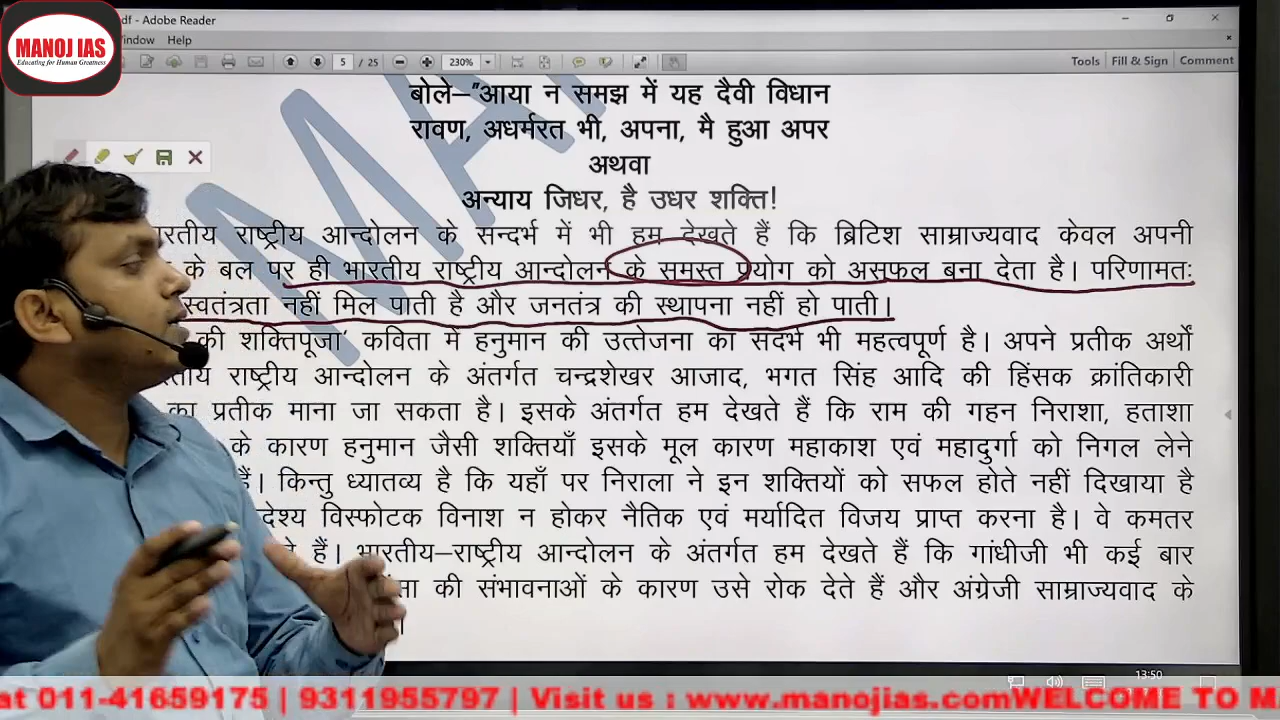 MANOJ IAS
Educating for Human Greatness
df - Adobe Reader
indow Help
5 / 25 230%
Tools Fill & Sign Comment
MA
बोले–"आया न समझ में यह दैवी विधान
रावण, अधर्मरत भी, अपना, मै हुआ अपर
अथवा
अन्याय जिधर, है उधर शक्ति!
रतीय राष्ट्रीय आन्दोलन के सन्दर्भ में भी हम देखते हैं कि ब्रिटिश साम्राज्यवाद केवल अपनी
के बल पर ही भारतीय राष्ट्रीय आन्दोलन के समस्त प्रयोग को असफल बना देता है। परिणामतः
स्वतंत्रता नहीं मिल पाती है और जनतंत्र की स्थापना नहीं हो पाती।
की शक्तिपूजा' कविता में हनुमान की उत्तेजना का संदर्भ भी महत्वपूर्ण है। अपने प्रतीक अर्थों
राष्ट्रीय आन्दोलन के अंतर्गत चन्द्रशेखर आजाद, भगत सिंह आदि की हिंसक क्रांतिकारी
का प्रतीक माना जा सकता है। इसके अंतर्गत हम देखते हैं कि राम की गहन निराशा, हताशा
के कारण हनुमान जैसी शक्तियाँ इसके मूल कारण महाकाश एवं महादुर्गा को निगल लेने
हैं। किन्तु ध्यातव्य है कि यहाँ पर निराला ने इन शक्तियों को सफल होते नहीं दिखाया है
देश्य विस्फोटक विनाश न होकर नैतिक एवं मर्यादित विजय प्राप्त करना है। वे कमतर
हैं। भारतीय–राष्ट्रीय आन्दोलन के अंतर्गत हम देखते हैं कि गांधीजी भी कई बार
की संभावनाओं के कारण उसे रोक देते हैं और अंग्रेजी साम्राज्यवाद के
13:50
at 011-41659175 | 9311955797 | Visit us : www.manojias.comWELCOME TO M